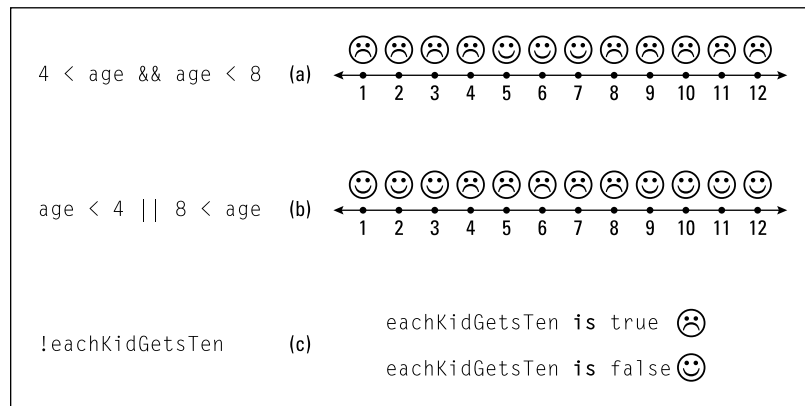 4 < age && age < 8 (a)
1 2 3 4 5 6 7 8 9 10 11 12
age < 4 || 8 < age (b)
1 2 3 4 5 6 7 8 9 10 11 12
!eachKidGetsTen (c)
eachKidGetsTen is true
eachKidGetsTen is false